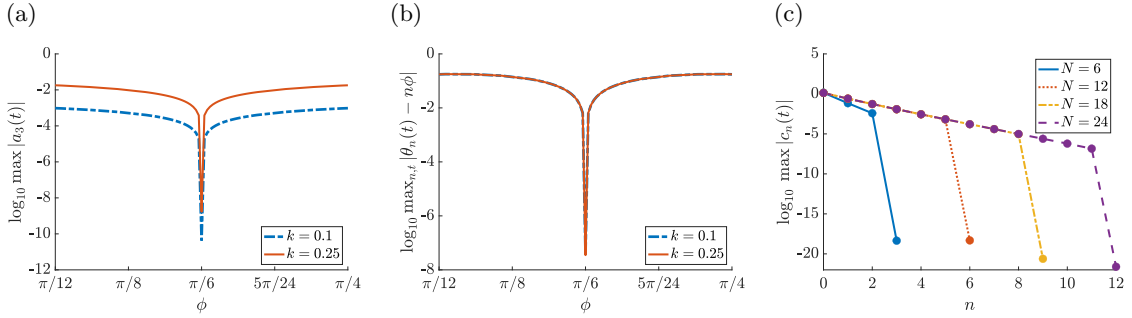 (a)
log₁₀ max |a₃(t)|
0
-2
-4
-6
-8
-10
-12
π/12
π/8
π/6
5π/24
π/4
ϕ
k = 0.1
k = 0.25
(b)
log₁₀ maxₙ,ₜ |θₙ(t) − nϕ|
0
-2
-4
-6
-8
π/12
π/8
π/6
5π/24
π/4
ϕ
k = 0.1
k = 0.25
(c)
log₁₀ max |cₙ(t)|
5
0
-5
-10
-15
-20
0
2
4
6
8
10
12
n
N = 6
N = 12
N = 18
N = 24